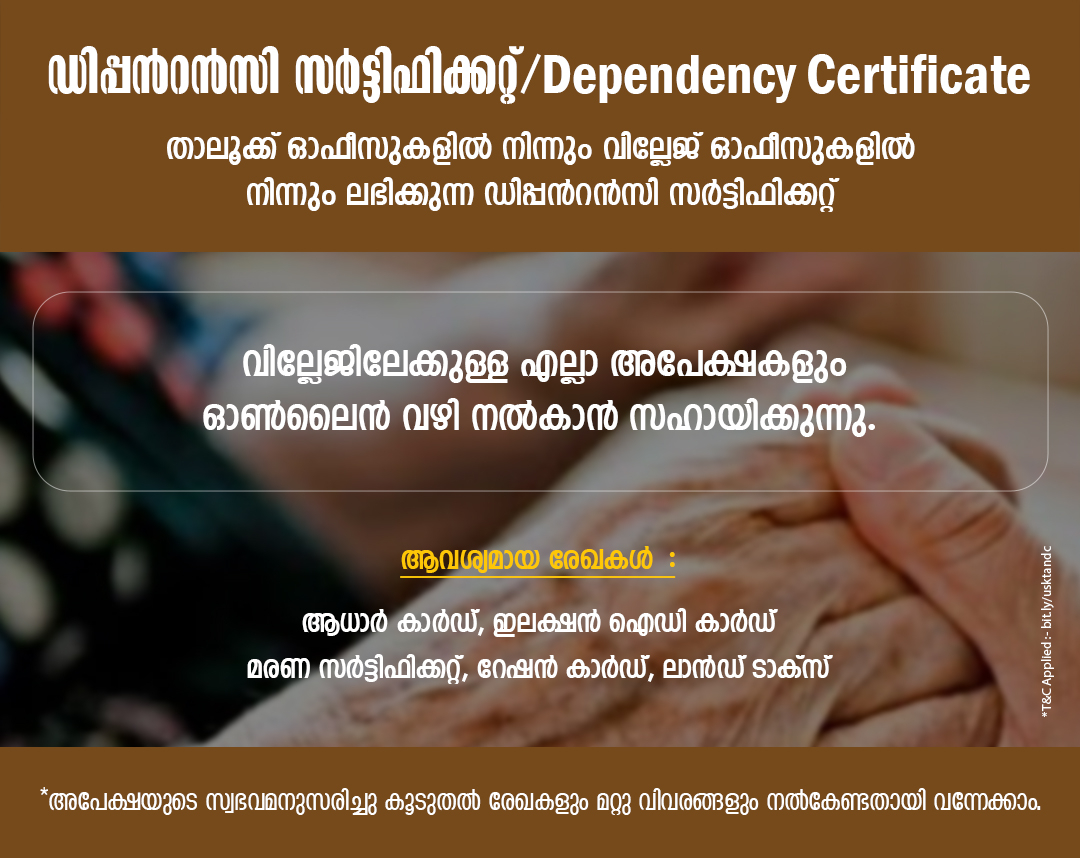 ഡിപ്പൻറൻസി സർട്ടിഫിക്കറ്റ്/Dependency Certificate
താലൂക്ക് ഓഫീസുകളിൽ നിന്നും വില്ലേജ് ഓഫീസുകളിൽ
നിന്നും ലഭിക്കുന്ന ഡിപ്പൻറൻസി സർട്ടിഫിക്കറ്റ്
വില്ലേജിലേക്കുള്ള എല്ലാ അപേക്ഷകളും
ഓൺലൈൻ വഴി നൽകാൻ സഹായിക്കുന്നു.
ആവശ്യമായ രേഖകൾ :
ആധാർ കാർഡ്, ഇലക്ഷൻ ഐഡി കാർഡ്
മരണ സർട്ടിഫിക്കറ്റ്, റേഷൻ കാർഡ്, ലാൻഡ് ടാക്സ്
*T&C Applied :- bit.ly/usktandc
*അപേക്ഷയുടെ സ്വഭവമനുസരിച്ചു കൂടുതൽ രേഖകളും മറ്റു വിവരങ്ങളും നൽകേണ്ടതായി വന്നേക്കാം.